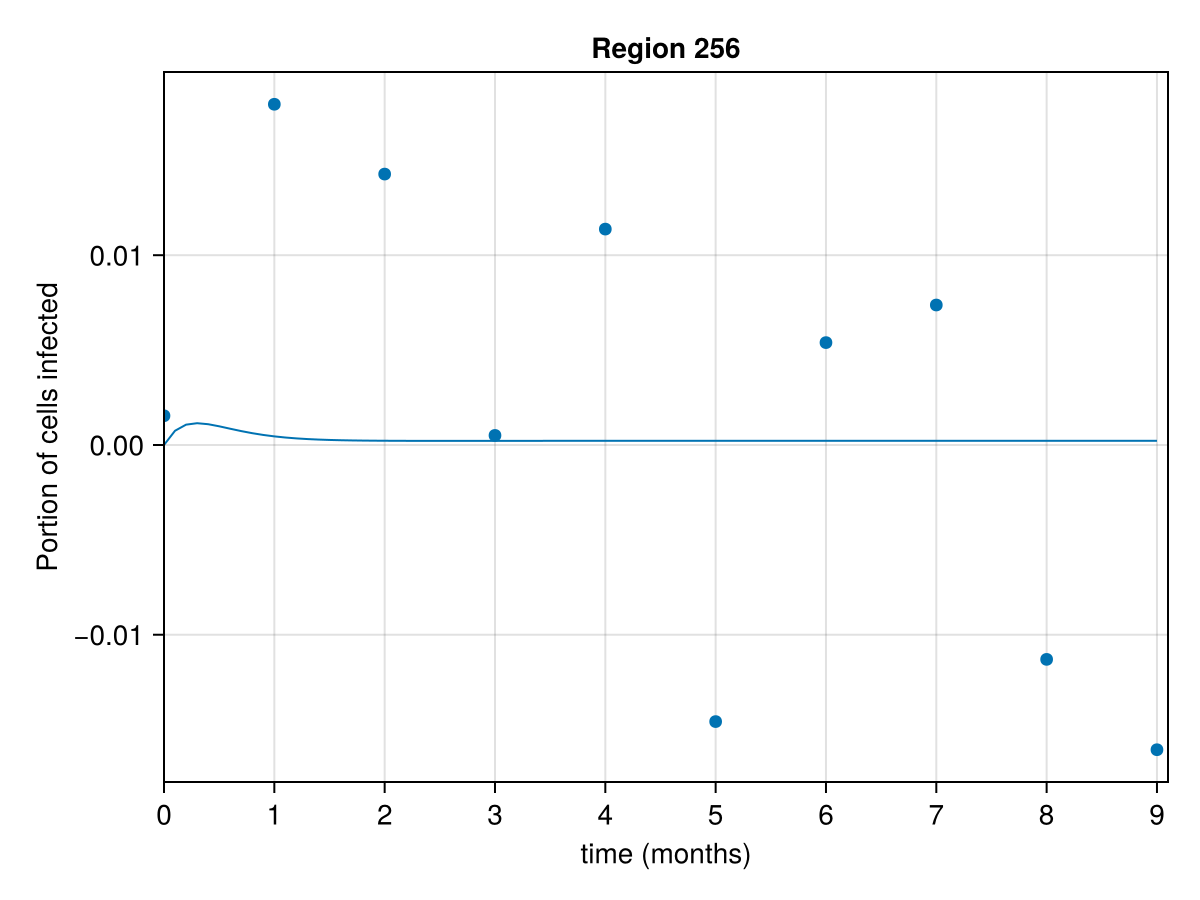 Region 256
Portion of cells infected
0.01
0.00
−0.01
0 1 2 3 4 5 6 7 8 9
time (months)